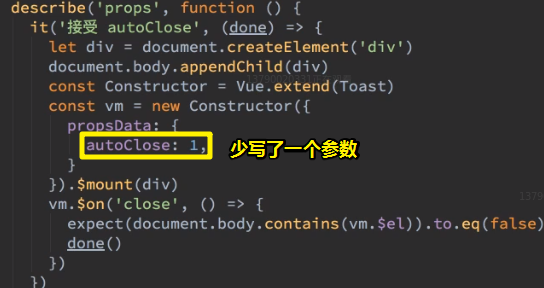 describe('props', function () {
it('接受 autoClose', (done) => {
let div = document.createElement('div')
document.body.appendChild(div)
const Constructor = Vue.extend(Toast)
const vm = new Constructor({
propsData: {
autoClose: 1, 少写了一个参数
}
}).$mount(div)
vm.$on('close', () => {
expect(document.body.contains(vm.$el)).to.eq(false)
done()
})
})